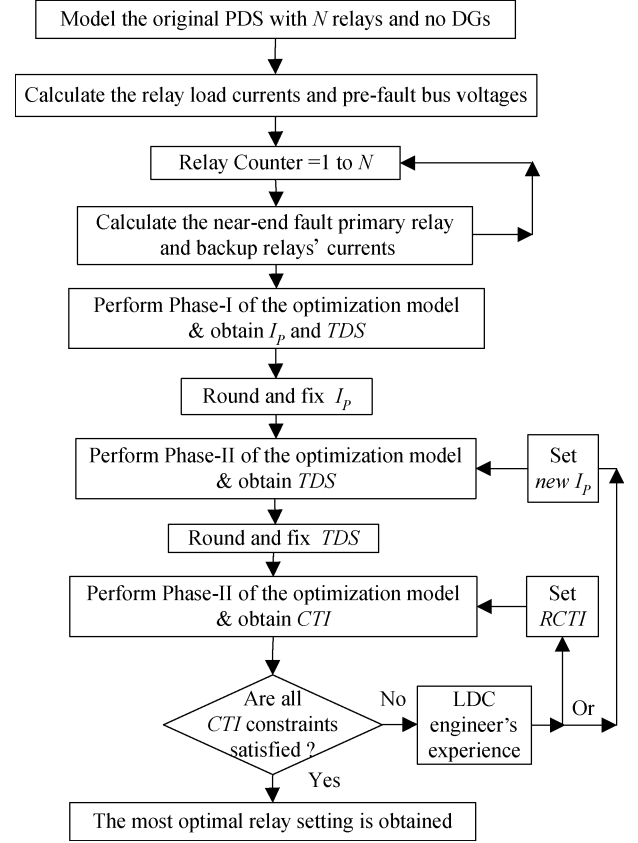 Model the original PDS with N relays and no DGs
Calculate the relay load currents and pre-fault bus voltages
Relay Counter =1 to N
Calculate the near-end fault primary relay
and backup relays' currents
Perform Phase-I of the optimization model
& obtain IP and TDS
Round and fix IP
Perform Phase-II of the optimization model
& obtain TDS
Set
new IP
Round and fix TDS
Perform Phase-II of the optimization model
& obtain CTI
Set
RCTI
Are all
CTI constraints
satisfied ?
No
LDC
engineer's
experience
Or
Yes
The most optimal relay setting is obtained